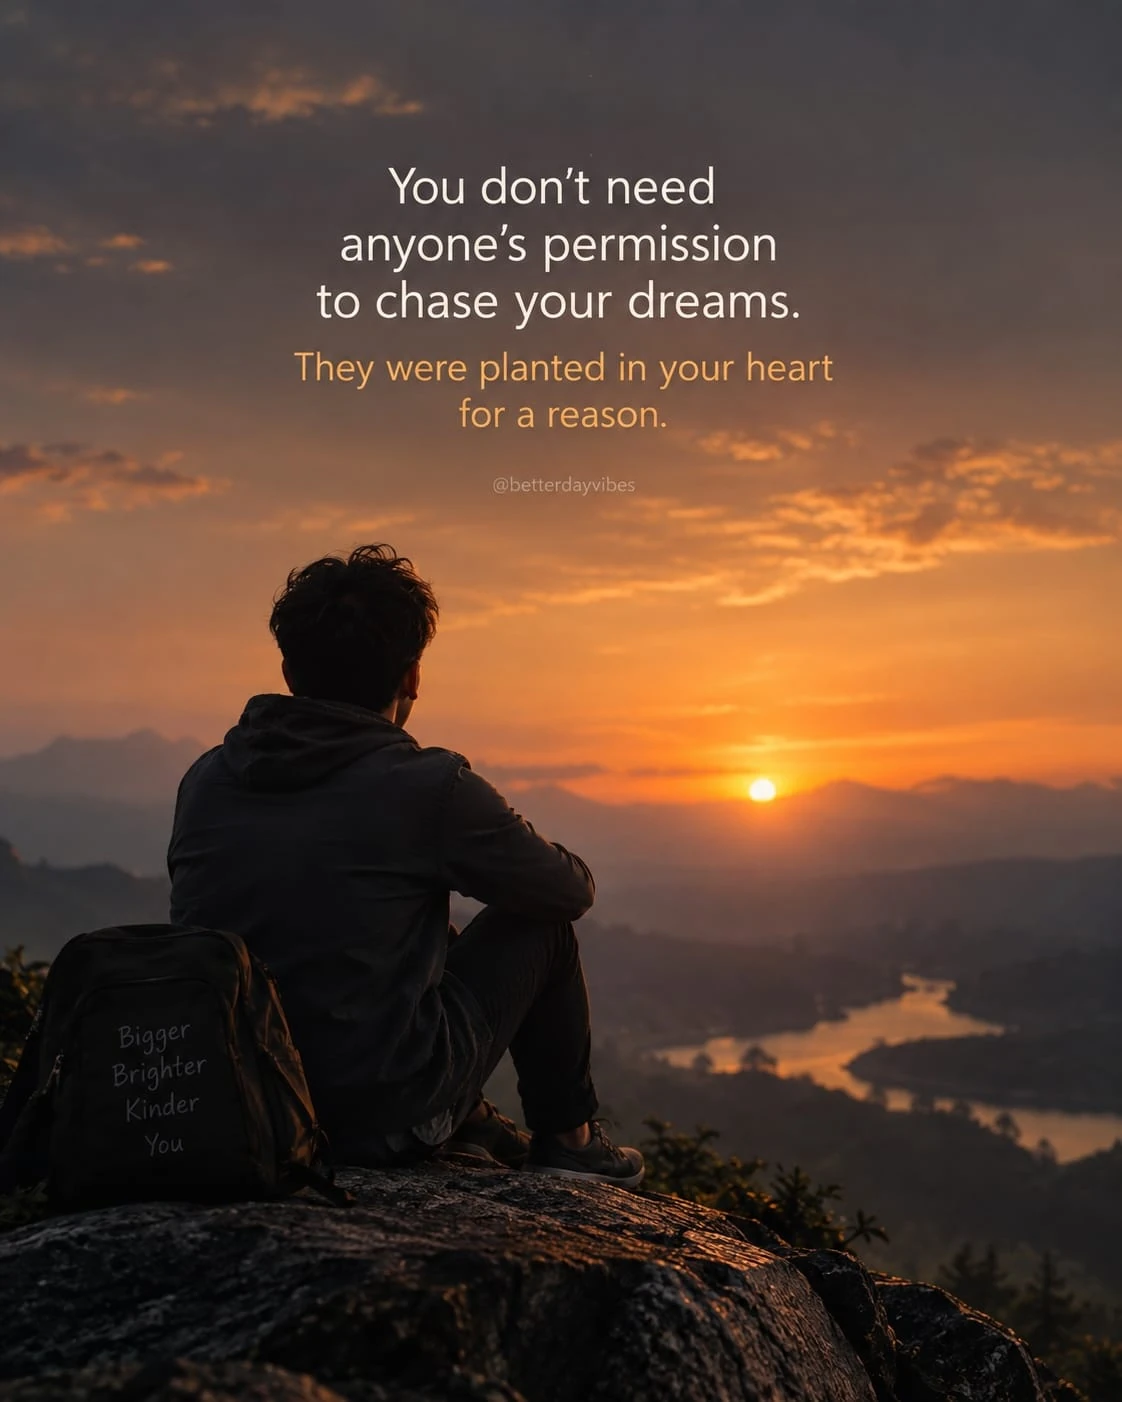 You don’t need
anyone’s permission
to chase your dreams.
They were planted in your heart
for a reason.
@betterdayvibes
Bigger
Brighter
Kinder
You